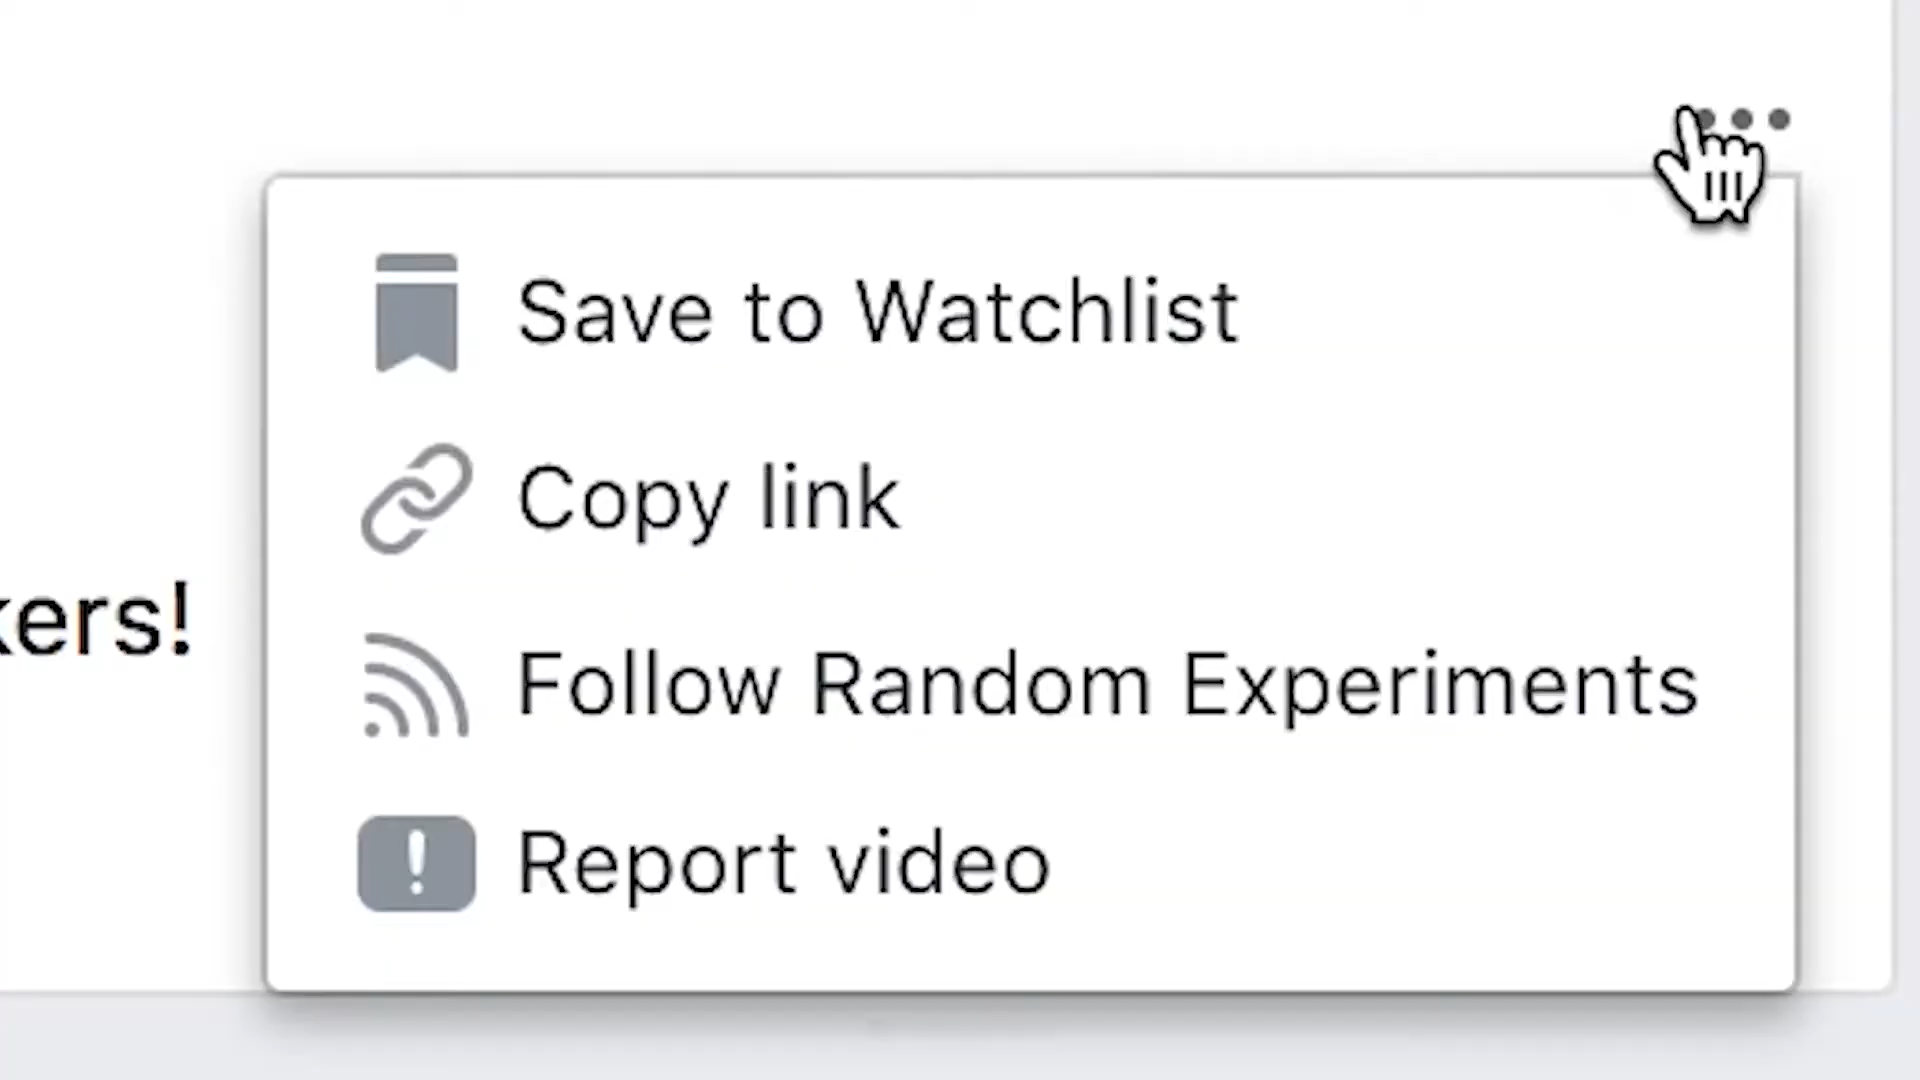 Save to Watchlist
Copy link
kers!
Follow Random Experiments
Report video